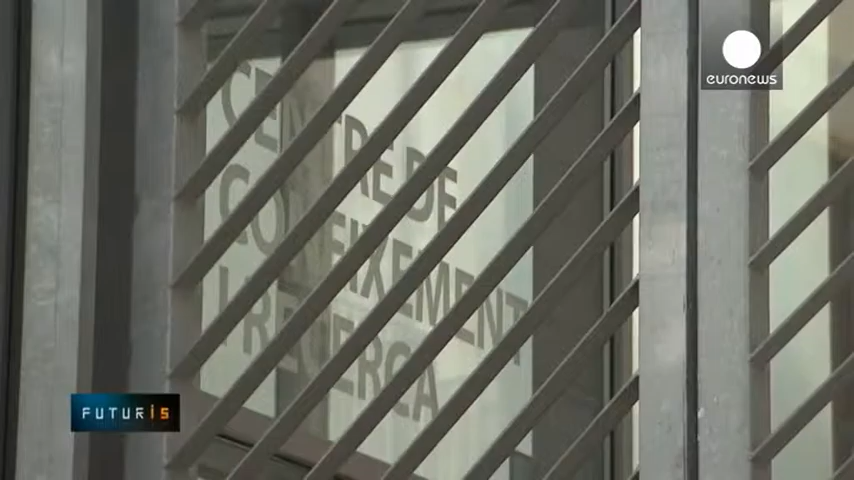 euronews
CENTRE DE
CONEIXEMENT
I RECERCA
FUTURIS